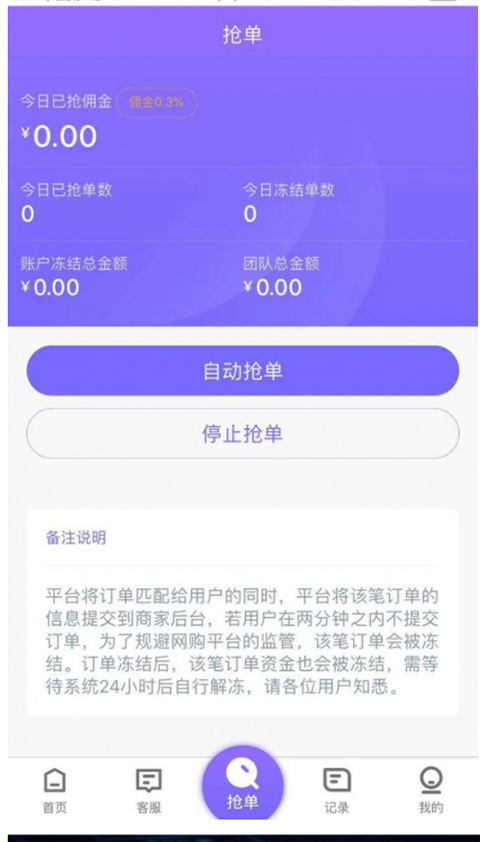 抢单
今日已抢佣金 佣金0.3%
¥0.00
今日已抢单数 今日冻结单数
0 0
账户冻结总金额 团队总金额
¥0.00 ¥0.00
自动抢单
停止抢单
备注说明
平台将订单匹配给用户的同时，平台将该笔订单的
信息提交到商家后台，若用户在两分钟之内不提交
订单，为了规避网购平台的监管，该笔订单会被冻
结。订单冻结后，该笔订单资金也会被冻结，需等
待系统24小时后自行解冻，请各位用户知悉。
首页 客服 抢单 记录 我的